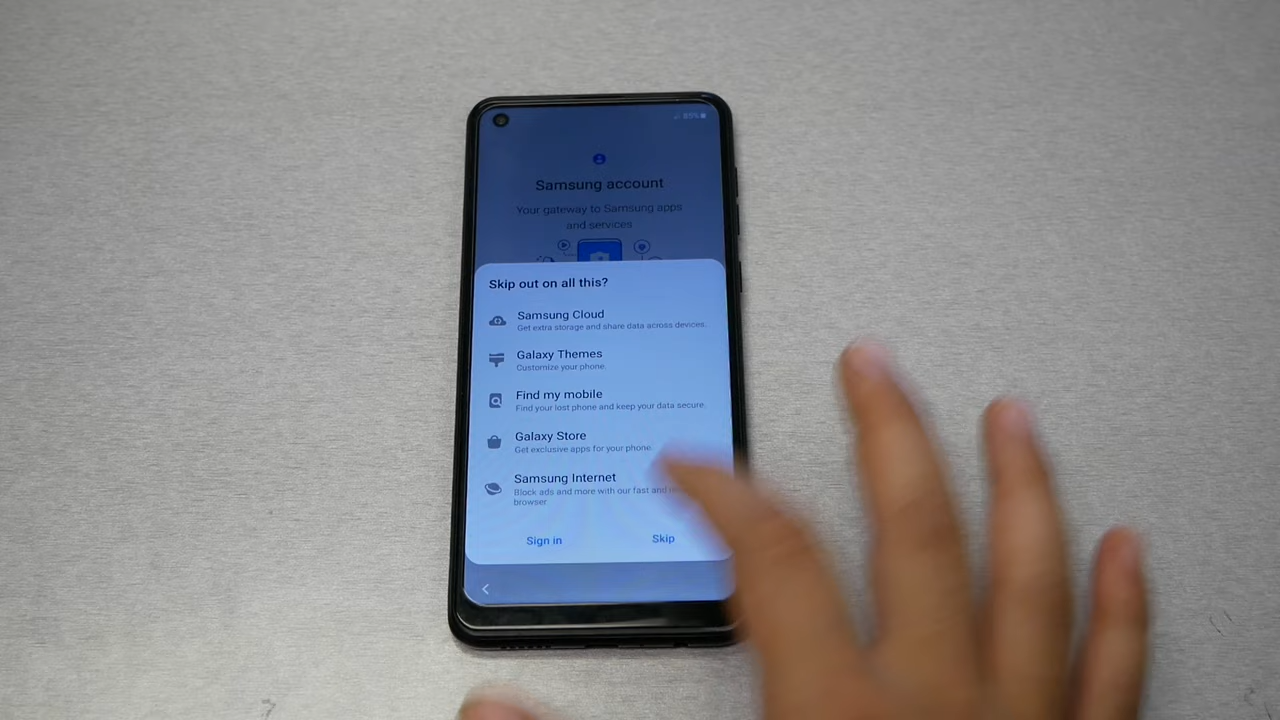 85%
Samsung account
Your gateway to Samsung apps
and services
Skip out on all this?
Samsung Cloud
Get extra storage and share data across devices.
Galaxy Themes
Customize your phone.
Find my mobile
Find your lost phone and keep your data secure.
Galaxy Store
Get exclusive apps for your phone.
Samsung Internet
Block ads and more with our fast and
browser
Sign in
Skip